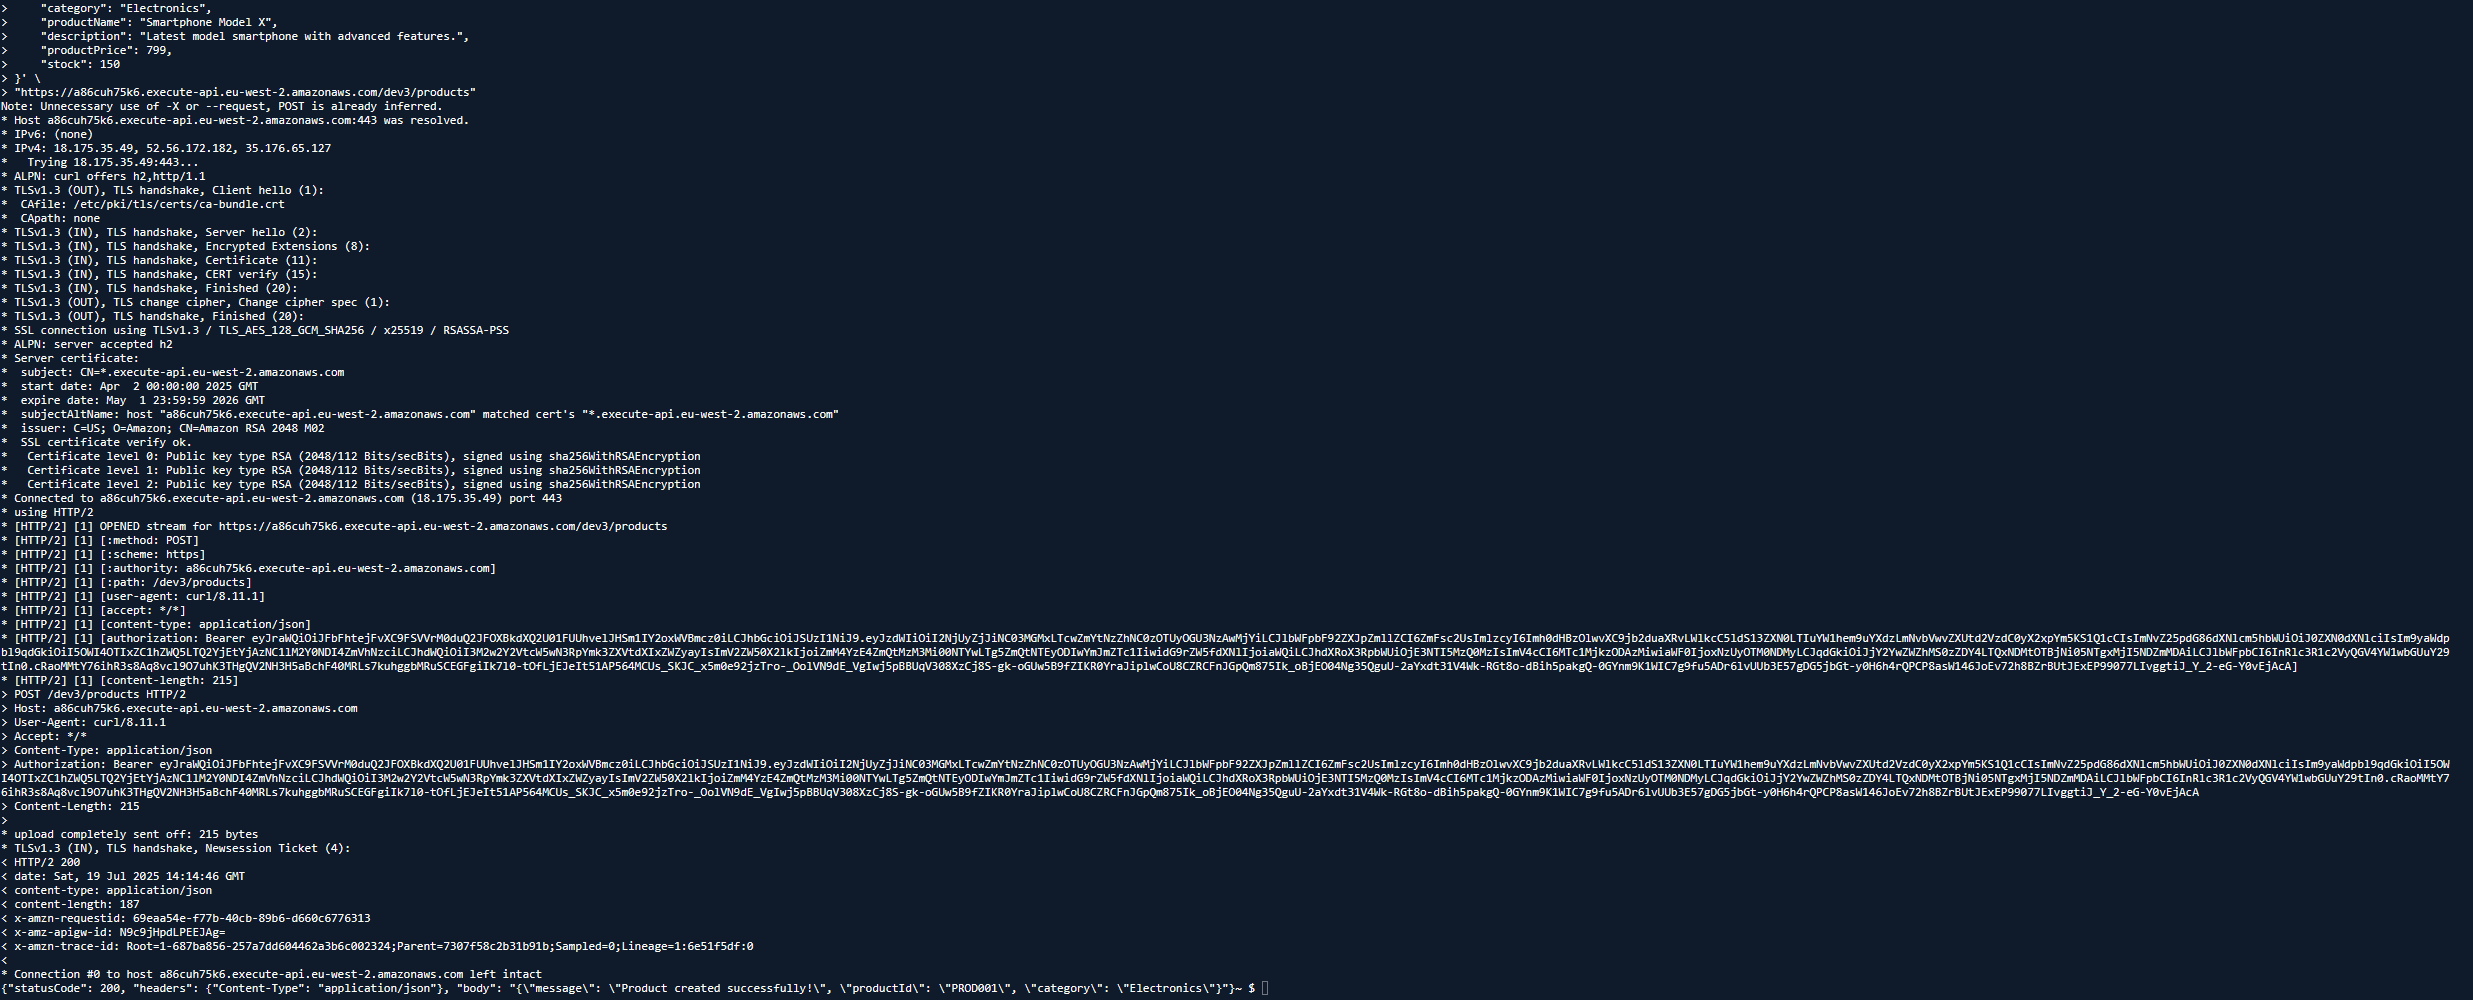 >     "category": "Electronics",
>     "productName": "Smartphone Model X",
>     "description": "Latest model smartphone with advanced features.",
>     "productPrice": 799,
>     "stock": 150
> }' \
> "https://a86cuh75k6.execute-api.eu-west-2.amazonaws.com/dev3/products"
Note: Unnecessary use of -X or --request, POST is already inferred.
* Host a86cuh75k6.execute-api.eu-west-2.amazonaws.com:443 was resolved.
* IPv6: (none)
* IPv4: 18.175.35.49, 52.56.172.182, 35.176.65.127
*   Trying 18.175.35.49:443...
* ALPN: curl offers h2,http/1.1
* TLSv1.3 (OUT), TLS handshake, Client hello (1):
*  CAfile: /etc/pki/tls/certs/ca-bundle.crt
*  CApath: none
* TLSv1.3 (IN), TLS handshake, Server hello (2):
* TLSv1.3 (IN), TLS handshake, Encrypted Extensions (8):
* TLSv1.3 (IN), TLS handshake, Certificate (11):
* TLSv1.3 (IN), TLS handshake, CERT verify (15):
* TLSv1.3 (IN), TLS handshake, Finished (20):
* TLSv1.3 (OUT), TLS change cipher, Change cipher spec (1):
* TLSv1.3 (OUT), TLS handshake, Finished (20):
* SSL connection using TLSv1.3 / TLS_AES_128_GCM_SHA256 / x25519 / RSASSA-PSS
* ALPN: server accepted h2
* Server certificate:
*  subject: CN=*.execute-api.eu-west-2.amazonaws.com
*  start date: Apr  2 00:00:00 2025 GMT
*  expire date: May  1 23:59:59 2026 GMT
*  subjectAltName: host "a86cuh75k6.execute-api.eu-west-2.amazonaws.com" matched cert's "*.execute-api.eu-west-2.amazonaws.com"
*  issuer: C=US; O=Amazon; CN=Amazon RSA 2048 M02
*  SSL certificate verify ok.
*   Certificate level 0: Public key type RSA (2048/112 Bits/secBits), signed using sha256WithRSAEncryption
*   Certificate level 1: Public key type RSA (2048/112 Bits/secBits), signed using sha256WithRSAEncryption
*   Certificate level 2: Public key type RSA (2048/112 Bits/secBits), signed using sha256WithRSAEncryption
* Connected to a86cuh75k6.execute-api.eu-west-2.amazonaws.com (18.175.35.49) port 443
* using HTTP/2
* [HTTP/2] [1] OPENED stream for https://a86cuh75k6.execute-api.eu-west-2.amazonaws.com/dev3/products
* [HTTP/2] [1] [:method: POST]
* [HTTP/2] [1] [:scheme: https]
* [HTTP/2] [1] [:authority: a86cuh75k6.execute-api.eu-west-2.amazonaws.com]
* [HTTP/2] [1] [:path: /dev3/products]
* [HTTP/2] [1] [user-agent: curl/8.11.1]
* [HTTP/2] [1] [accept: */*]
* [HTTP/2] [1] [content-type: application/json]
* [HTTP/2] [1] [authorization: Bearer
* [HTTP/2] [1] [content-length: 215]
> POST /dev3/products HTTP/2
> Host: a86cuh75k6.execute-api.eu-west-2.amazonaws.com
> User-Agent: curl/8.11.1
> Accept: */*
> Content-Type: application/json
> Authorization: Bearer
> Content-Length: 215
>
* upload completely sent off: 215 bytes
* TLSv1.3 (IN), TLS handshake, Newsession Ticket (4):
< HTTP/2 200
< date: Sat, 19 Jul 2025 14:14:46 GMT
< content-type: application/json
< content-length: 187
< x-amzn-requestid: 69eaa54e-f77b-40cb-89b6-d660c6776313
< x-amz-apigw-id: N9c9jHpdLPEEJAg=
< x-amzn-trace-id: Root=1-687ba856-257a7dd604462a3b6c002324;Parent=7307f58c2b31b91b;Sampled=0;Lineage=1:6e51f5df:0
<
* Connection #0 to host a86cuh75k6.execute-api.eu-west-2.amazonaws.com left intact
{"statusCode": 200, "headers": {"Content-Type": "application/json"}, "body": "{\"message\": \"Product created successfully!\", \"productId\": \"PROD001\", \"category\": \"Electronics\"}"}~ $